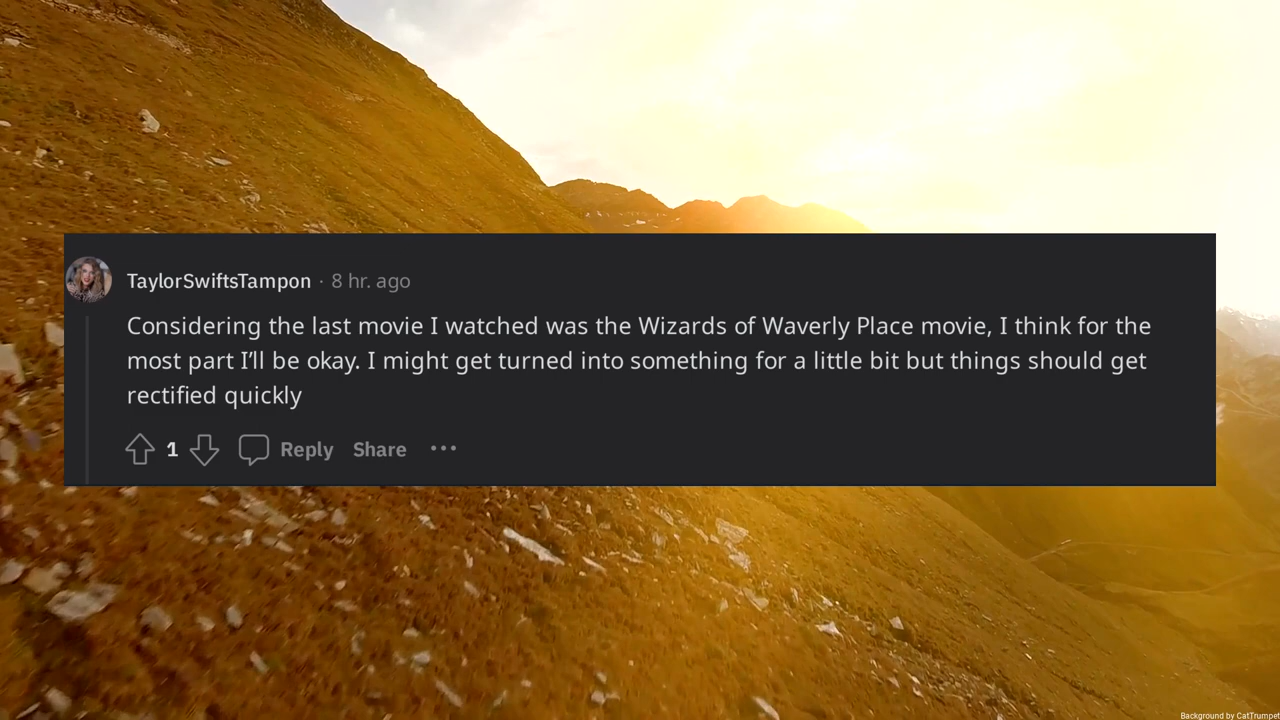 TaylorSwiftsTampon · 8 hr. ago
Considering the last movie I watched was the Wizards of Waverly Place movie, I think for the
most part I'll be okay. I might get turned into something for a little bit but things should get
rectified quickly
1 Reply Share ···
Background by CatTrumpet